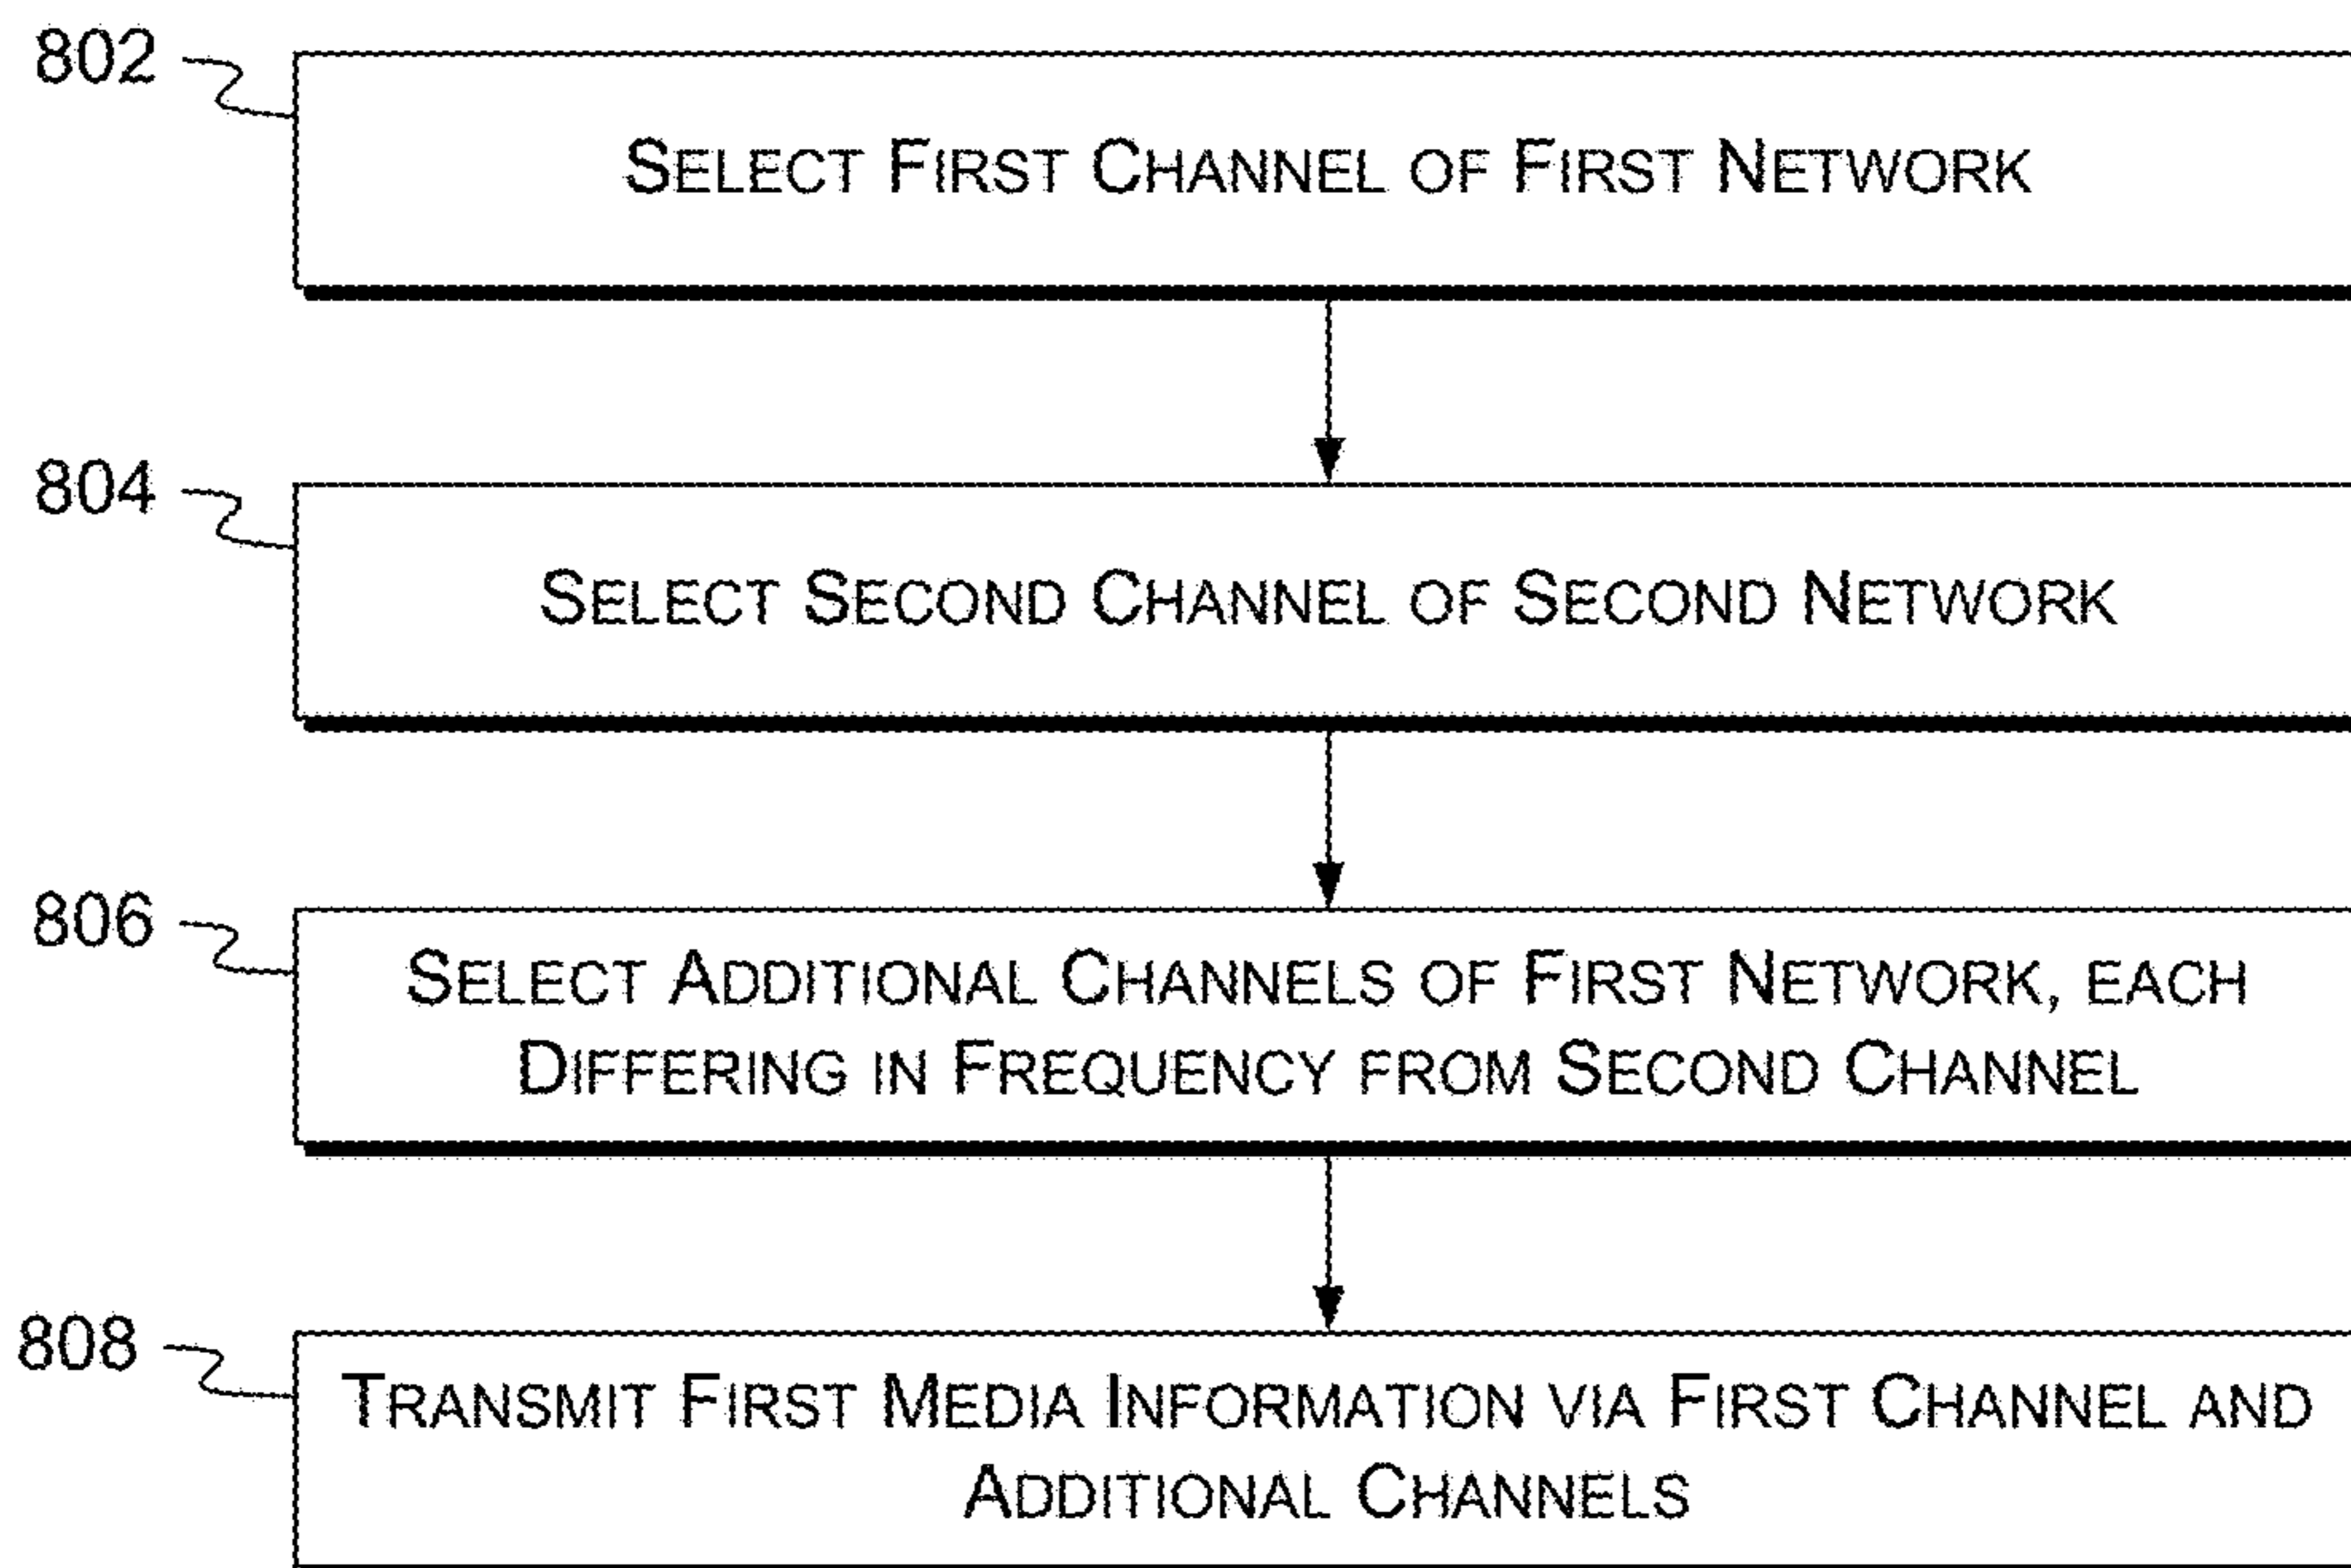 802
SELECT FIRST CHANNEL OF FIRST NETWORK
804
SELECT SECOND CHANNEL OF SECOND NETWORK
806
SELECT ADDITIONAL CHANNELS OF FIRST NETWORK, EACH
DIFFERING IN FREQUENCY FROM SECOND CHANNEL
808
TRANSMIT FIRST MEDIA INFORMATION VIA FIRST CHANNEL AND
ADDITIONAL CHANNELS